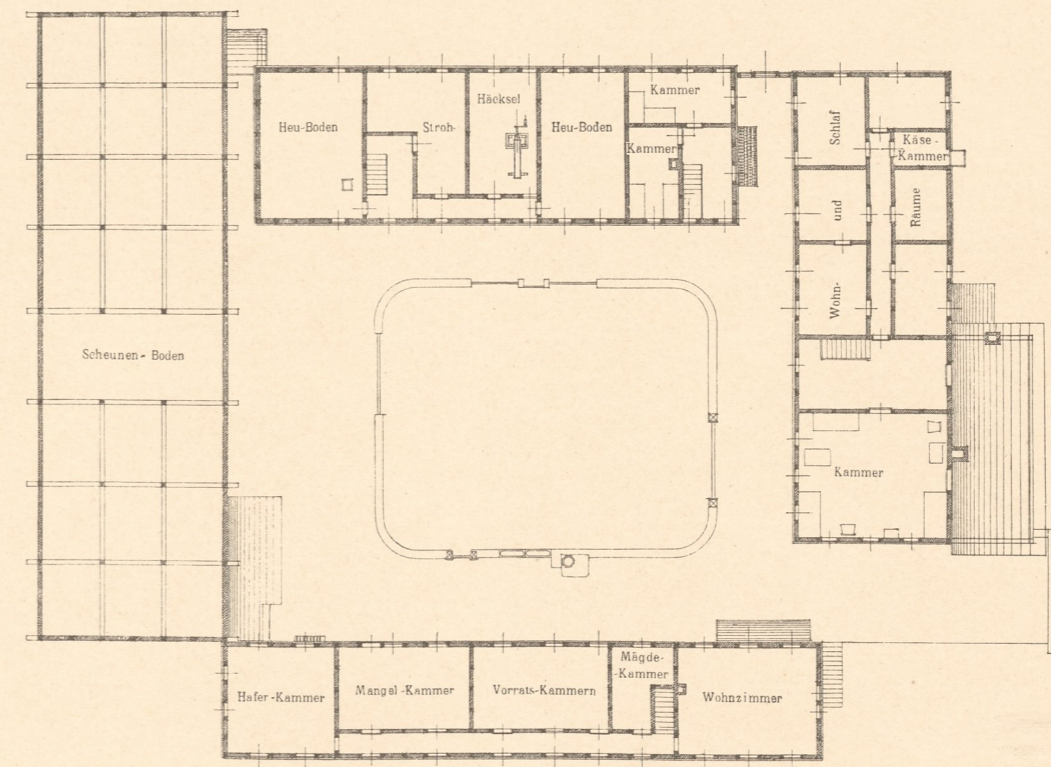 Heu-Boden
Stroh-
Häcksel
Heu-Boden
Kammer
Kammer
Schlaf
Käse-
-Kammer
und
Räume
Wohn-
Scheunen-Boden
Kammer
Hafer-Kammer
Mangel-Kammer
Vorrats-Kammern
Mägde-
-Kammer
Wohnzimmer